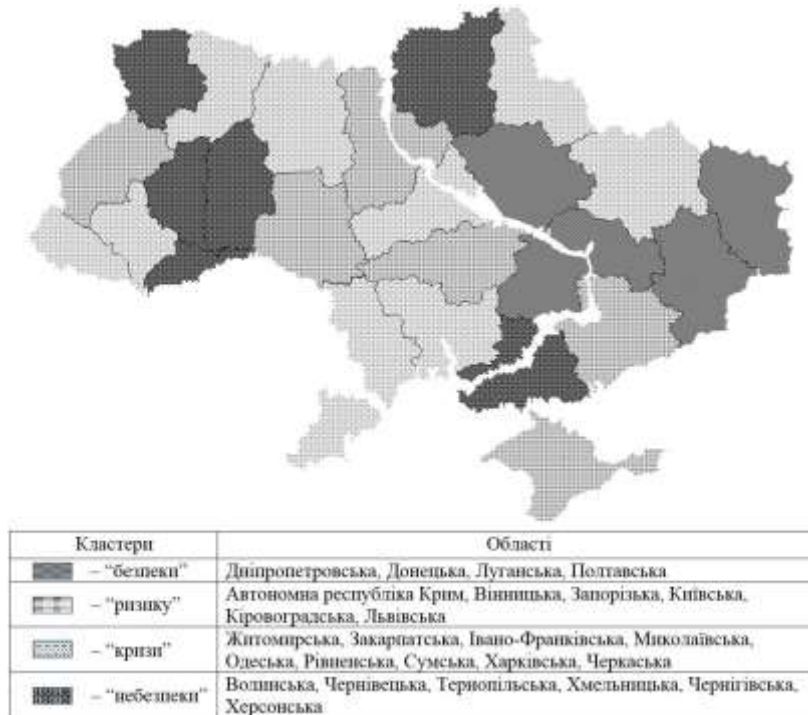 Кластери Області
– “безпеки” Дніпропетровська, Донецька, Луганська, Полтавська
– “ризику” Автономна республіка Крим, Вінницька, Запорізька, Київська,
Кіровоградська, Львівська
– “кризи” Житомирська, Закарпатська, Івано-Франківська, Миколаївська,
Одеська, Рівненська, Сумська, Харківська, Черкаська
– “небезпеки” Волинська, Чернівецька, Тернопільська, Хмельницька, Чернігівська,
Херсонська